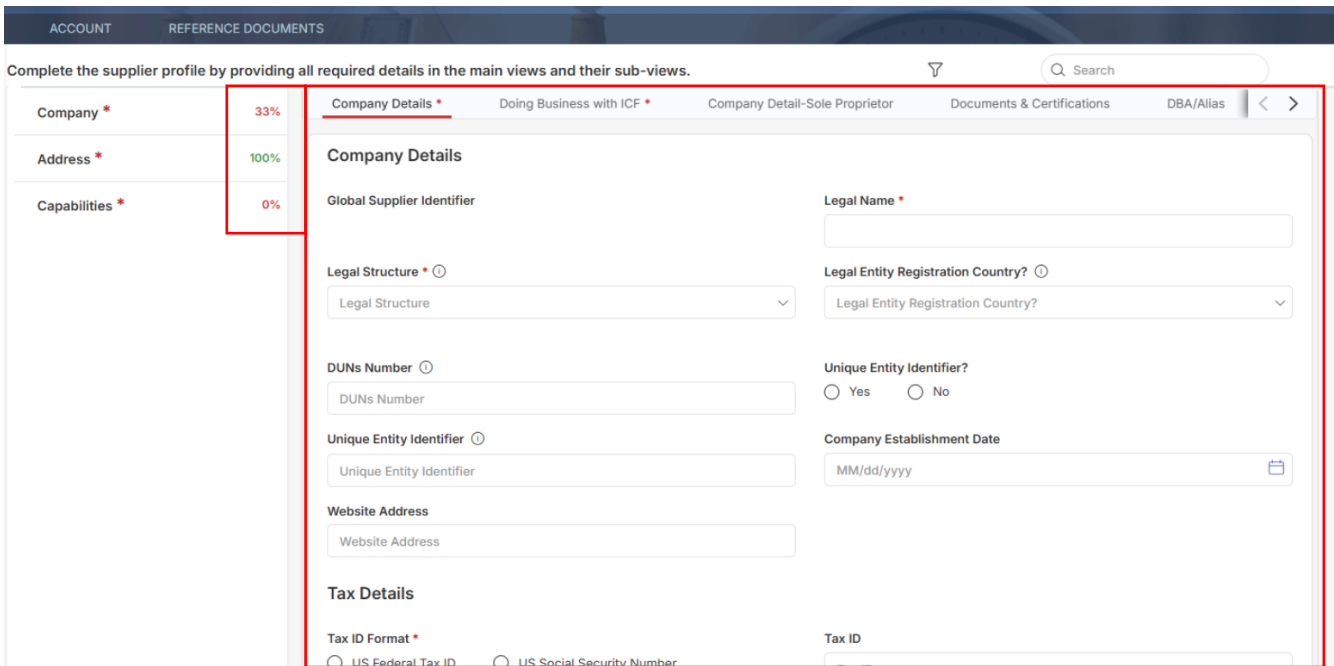 ACCOUNT REFERENCE DOCUMENTS
Complete the supplier profile by providing all required details in the main views and their sub-views.
Search
Company * 33%
Address * 100%
Capabilities * 0%
Company Details * Doing Business with ICF * Company Detail-Sole Proprietor Documents & Certifications DBA/Alias
Company Details
Global Supplier Identifier Legal Name *
Legal Structure * Legal Entity Registration Country?
Legal Structure Legal Entity Registration Country?
DUNs Number Unique Entity Identifier?
DUNs Number Yes No
Unique Entity Identifier Company Establishment Date
Unique Entity Identifier MM/dd/yyyy
Website Address
Website Address
Tax Details
Tax ID Format * Tax ID
US Federal Tax ID US Social Security Number